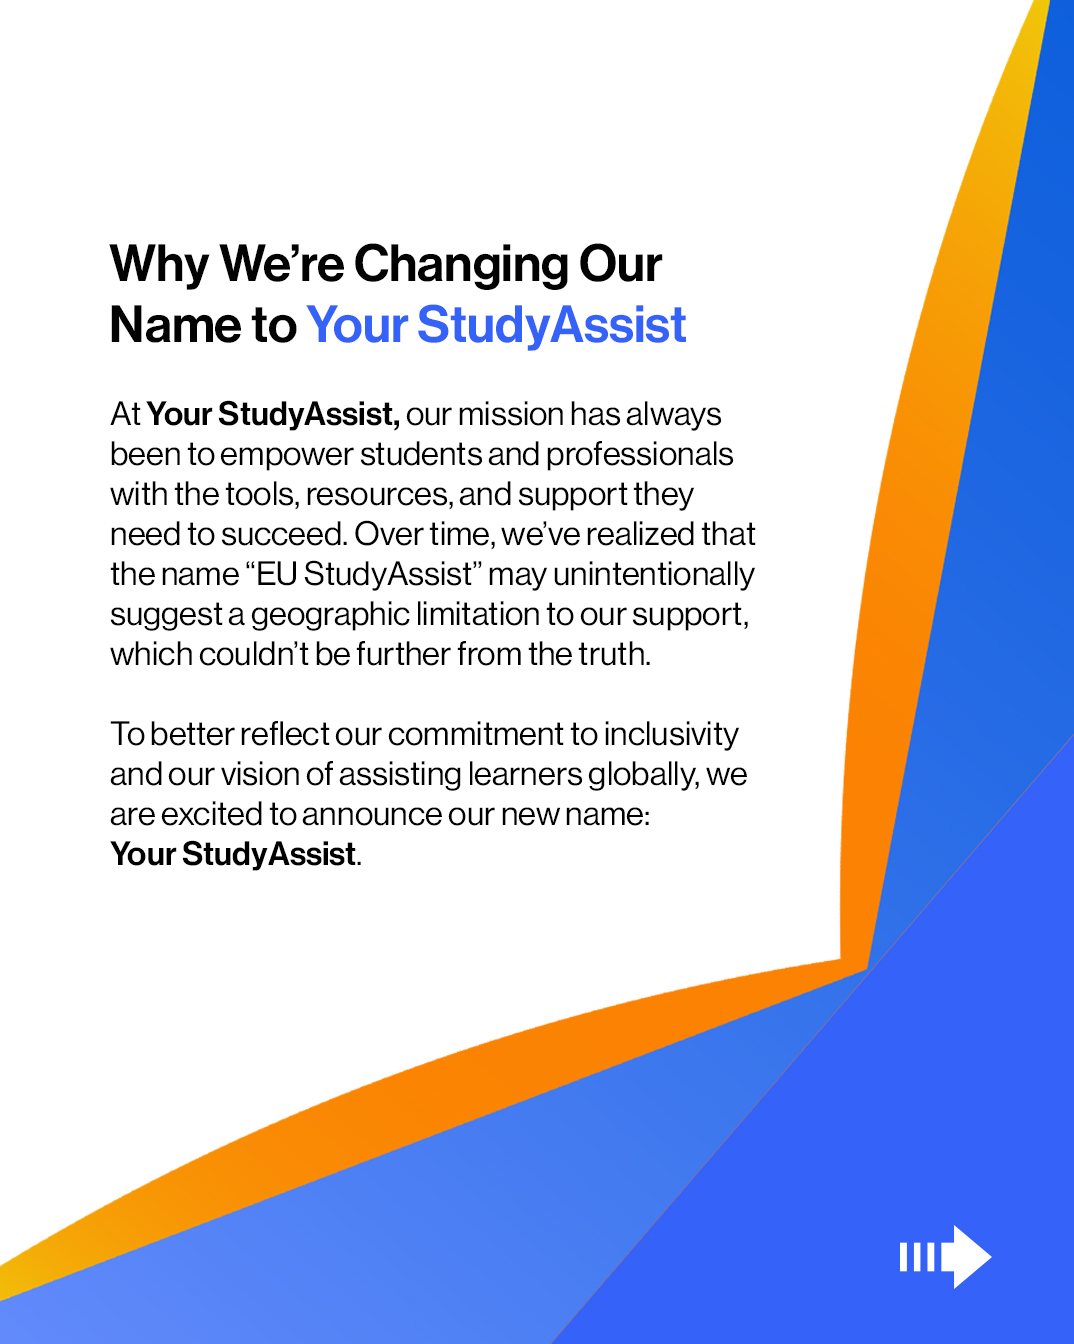 Why We’re Changing Our
Name to Your StudyAssist
At Your StudyAssist, our mission has always
been to empower students and professionals
with the tools, resources, and support they
need to succeed. Over time, we’ve realized that
the name “EU StudyAssist” may unintentionally
suggest a geographic limitation to our support,
which couldn’t be further from the truth.
To better reflect our commitment to inclusivity
and our vision of assisting learners globally, we
are excited to announce our new name:
Your StudyAssist.